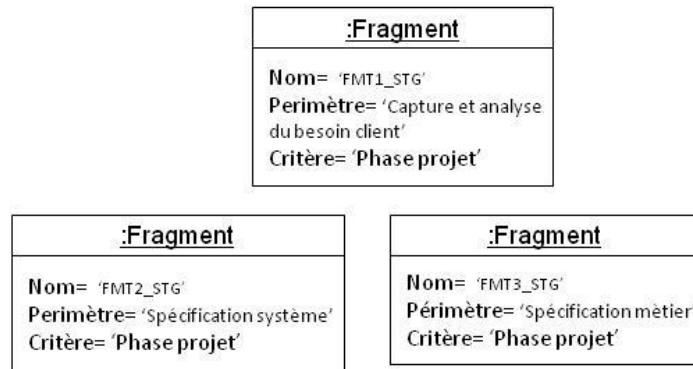 :Fragment
Nom= ‘FMT1_STG’
Perimètre= ‘Capture et analyse
du besoin client’
Critère= ‘Phase projet’
:Fragment
Nom= ‘FMT2_STG’
Perimètre= ‘Spécification système’
Critère= ‘Phase projet’
:Fragment
Nom= ‘FMT3_STG’
Périmètre= ‘Spécification mètier’
Critère= ‘Phase projet’